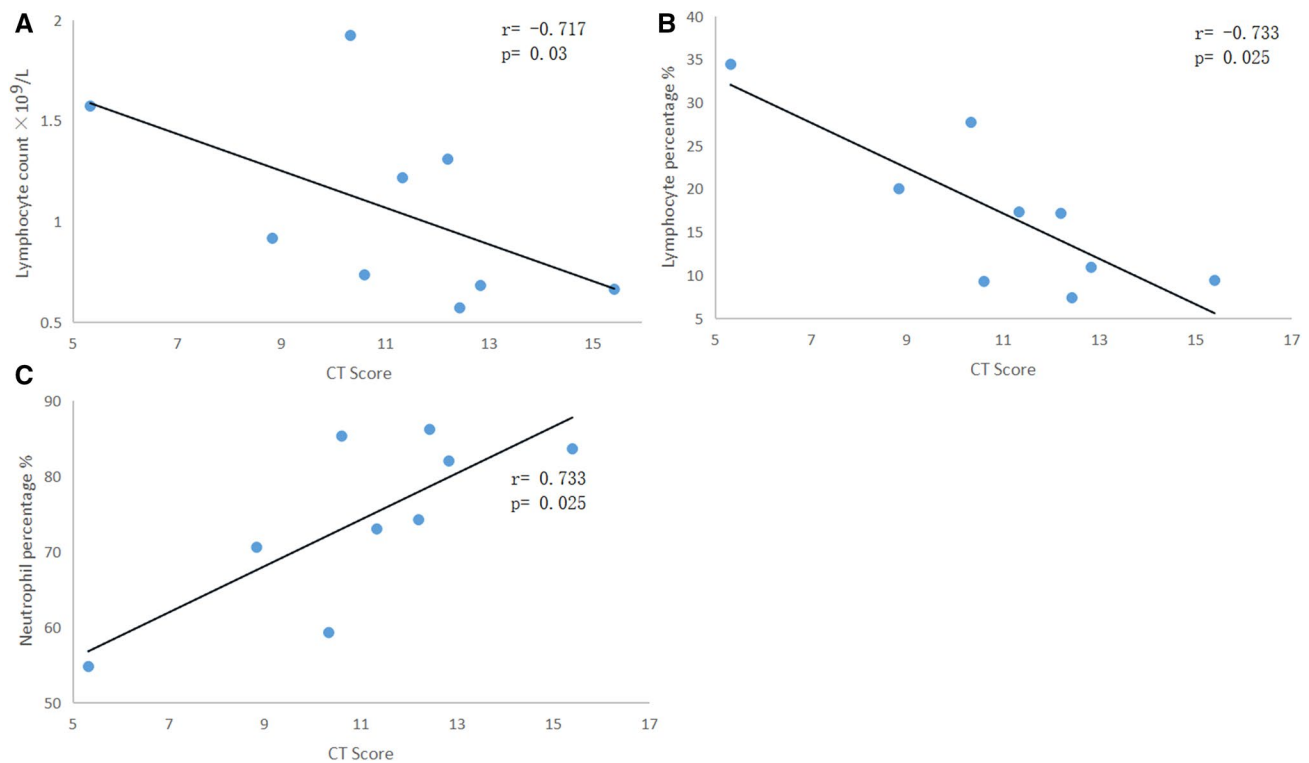 A
r= -0.717
p= 0.03
Lymphocyte count ×10⁹/L
2
1.5
1
0.5
5 7 9 11 13 15
CT Score
B
r= -0.733
p= 0.025
Lymphocyte percentage %
40
35
30
25
20
15
10
5
5 7 9 11 13 15 17
CT Score
C
r= 0.733
p= 0.025
Neutrophil percentage %
90
80
70
60
50
5 7 9 11 13 15 17
CT Score